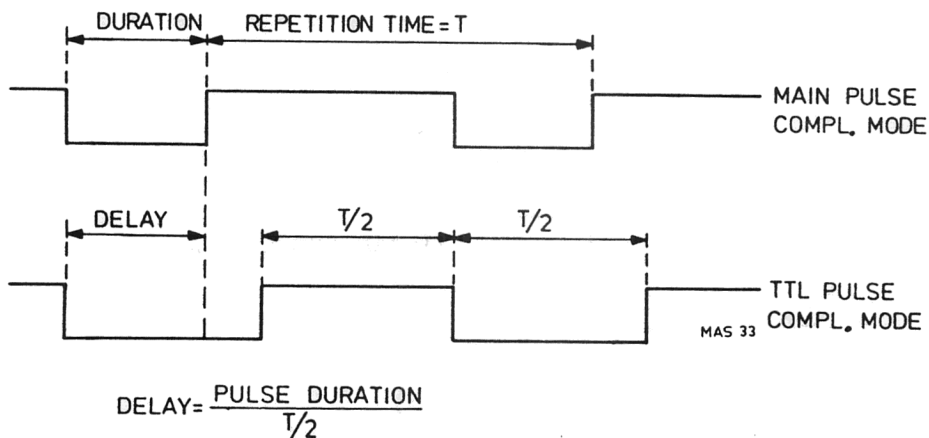 DURATION
REPETITION TIME=T
MAIN PULSE
COMPL. MODE
DELAY
T/2
T/2
TTL PULSE
COMPL. MODE
MAS 33
DELAY= PULSE DURATION
T/2